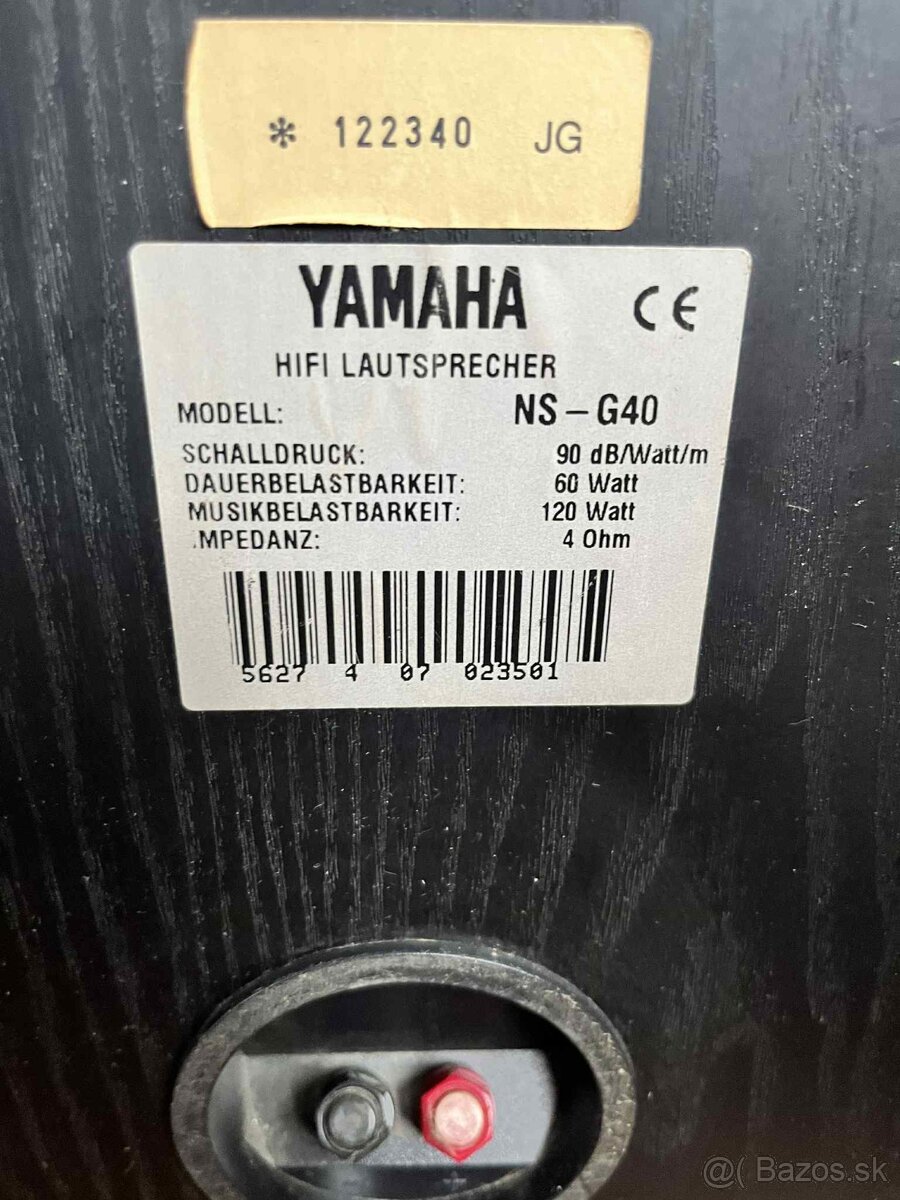 * 122340 JG
YAMAHA CE
HIFI LAUTSPRECHER
MODELL: NS-G40
SCHALLDRUCK: 90 dB/Watt/m
DAUERBELASTBARKEIT: 60 Watt
MUSIKBELASTBARKEIT: 120 Watt
.MPEDANZ: 4 Ohm
5627 4 07 023501
@( Bazos.sk